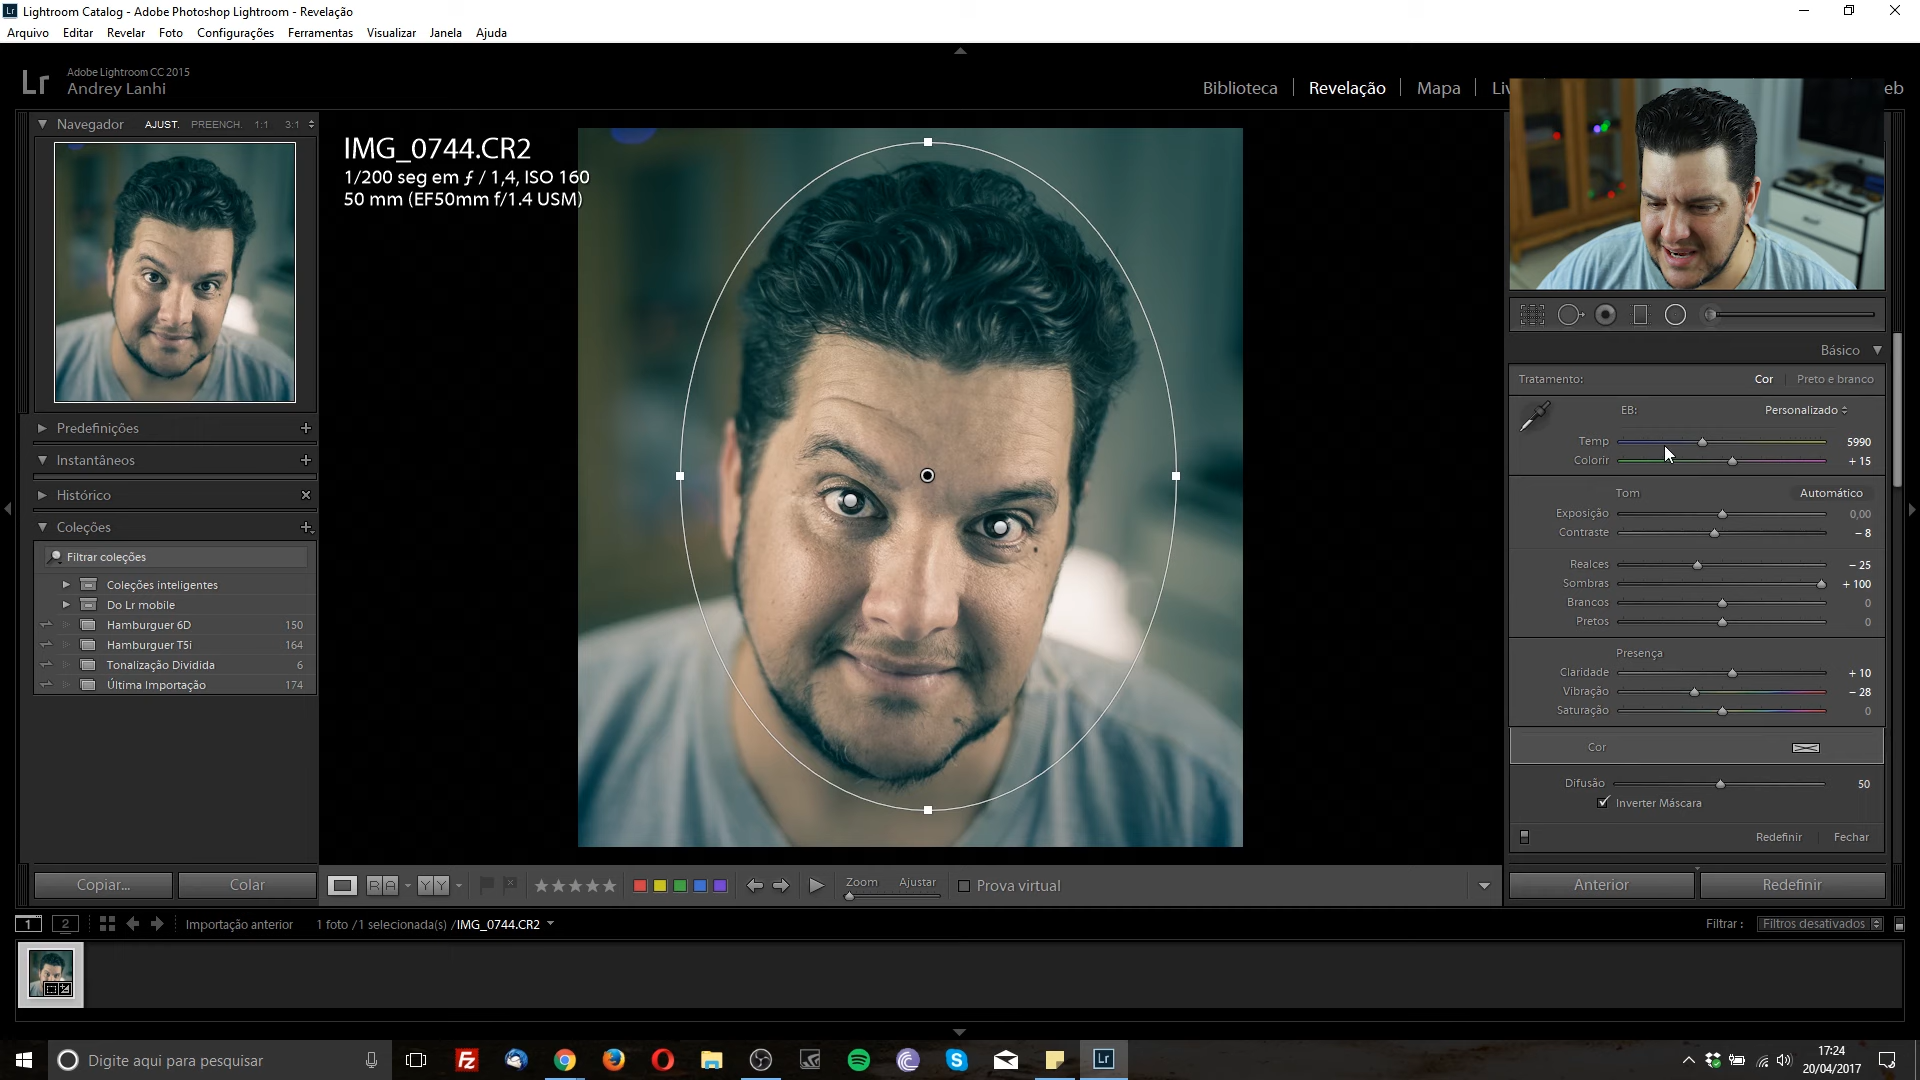 Lightroom Catalog - Adobe Photoshop Lightroom - Revelação
Arquivo Editar Revelar Foto Configurações Ferramentas Visualizar Janela Ajuda
Lr
Adobe Lightroom CC 2015
Andrey Lanhi
Biblioteca Revelação Mapa Liv eb
Navegador AJUST. PREENCH. 1:1 3:1
IMG_0744.CR2
1/200 seg em ƒ / 1,4, ISO 160
50 mm (EF50mm f/1.4 USM)
Predefinições
Instantâneos
Histórico
Coleções
Filtrar coleções
Coleções inteligentes
Do Lr mobile
Hamburguer 6D 150
Hamburguer T5i 164
Tonalização Dividida 6
Última Importação 174
Copiar... Colar
Básico
Tratamento: Cor Preto e branco
EB: Personalizado
Temp 5990
Colorir + 15
Tom Automático
Exposição 0,00
Contraste – 8
Realces – 25
Sombras + 100
Brancos 0
Pretos 0
Presença
Claridade + 10
Vibração – 28
Saturação 0
Cor
Difusão 50
Inverter Máscara
Redefinir Fechar
Anterior Redefinir
RA YY Zoom Ajustar Prova virtual
1 2 Importação anterior 1 foto /1 selecionada(s) /IMG_0744.CR2 Filtrar : Filtros desativados
Digite aqui para pesquisar
Fz
Lr
17:24
20/04/2017